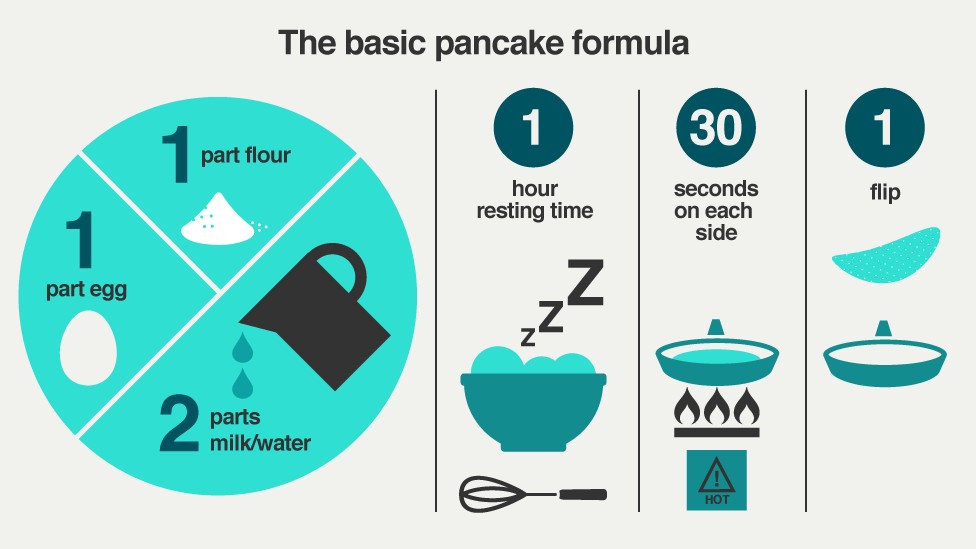 The basic pancake formula
1 part flour
1
part egg
2 parts
milk/water
1
hour
resting time
z z Z
30
seconds
on each
side
!
HOT
1
flip